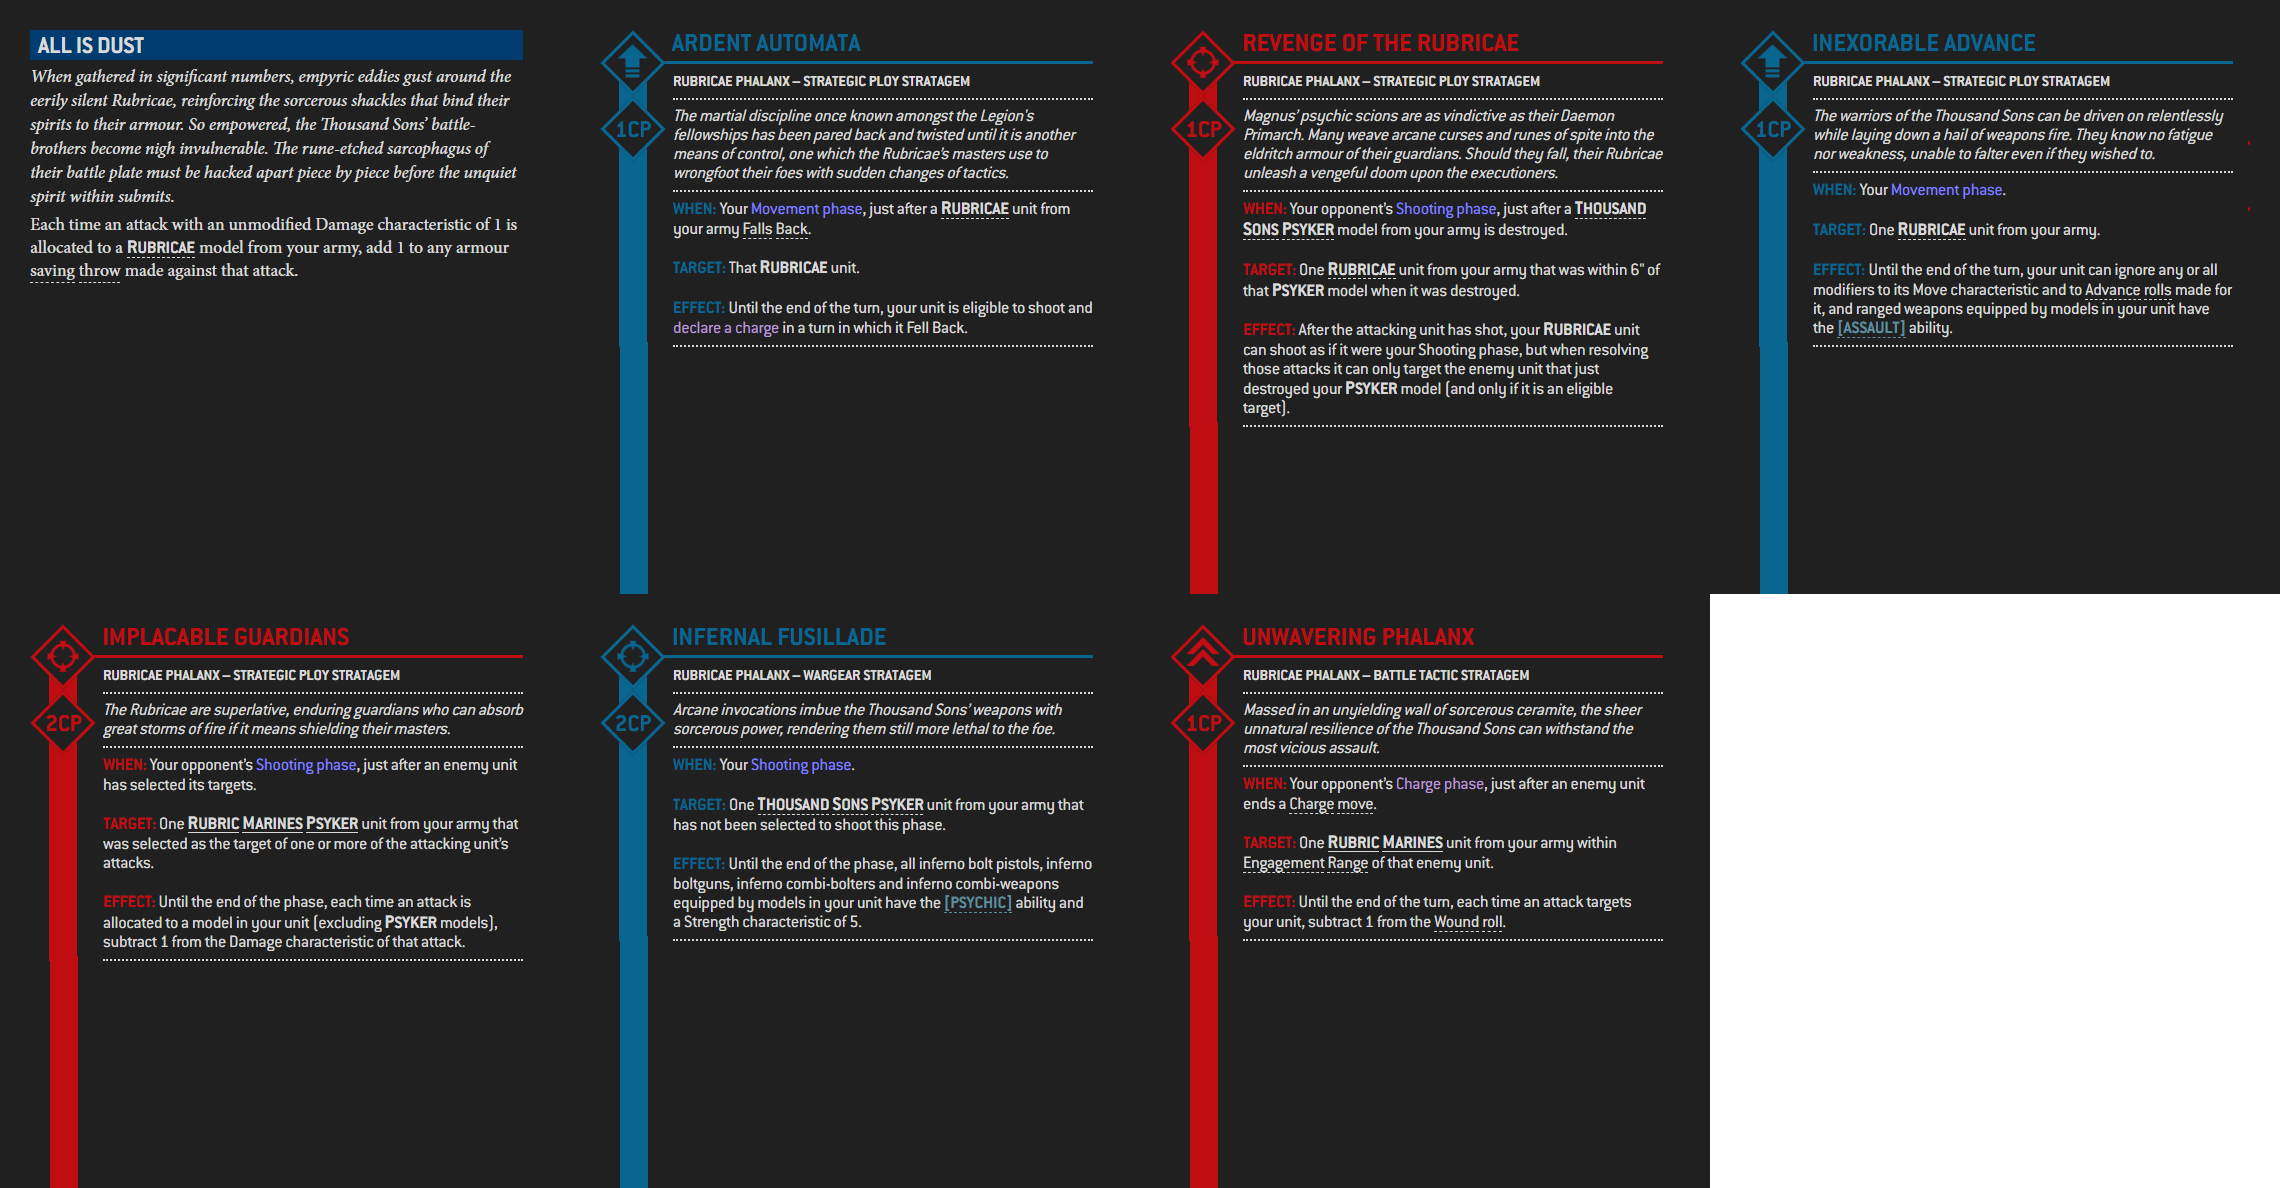 ALL IS DUST
When gathered in significant numbers, empyric eddies gust around the
eerily silent Rubricae, reinforcing the sorcerous shackles that bind their
spirits to their armour. So empowered, the Thousand Sons' battle-
brothers become nigh invulnerable. The rune-etched sarcophagus of
their battle plate must be hacked apart piece by piece before the unquiet
spirit within submits.
Each time an attack with an unmodified Damage characteristic of 1 is
allocated to a RUBRICAE model from your army, add 1 to any armour
saving throw made against that attack.
ARDENT AUTOMATA
RUBRICAE PHALANX – STRATEGIC PLOY STRATAGEM
1CP
The martial discipline once known amongst the Legion's
fellowships has been pared back and twisted until it is another
means of control, one which the Rubricae's masters use to
wrongfoot their foes with sudden changes of tactics.
WHEN: Your Movement phase, just after a RUBRICAE unit from
your army Falls Back.
TARGET: That RUBRICAE unit.
EFFECT: Until the end of the turn, your unit is eligible to shoot and
declare a charge in a turn in which it Fell Back.
REVENGE OF THE RUBRICAE
RUBRICAE PHALANX – STRATEGIC PLOY STRATAGEM
1CP
Magnus' psychic scions are as vindictive as their Daemon
Primarch. Many weave arcane curses and runes of spite into the
eldritch armour of their guardians. Should they fall, their Rubricae
unleash a vengeful doom upon the executioners.
WHEN: Your opponent's Shooting phase, just after a THOUSAND
SONS PSYKER model from your army is destroyed.
TARGET: One RUBRICAE unit from your army that was within 6" of
that PSYKER model when it was destroyed.
EFFECT: After the attacking unit has shot, your RUBRICAE unit
can shoot as if it were your Shooting phase, but when resolving
those attacks it can only target the enemy unit that just
destroyed your PSYKER model (and only if it is an eligible
target).
INEXORABLE ADVANCE
RUBRICAE PHALANX – STRATEGIC PLOY STRATAGEM
1CP
The warriors of the Thousand Sons can be driven on relentlessly
while laying down a hail of weapons fire. They know no fatigue
nor weakness, unable to falter even if they wished to.
WHEN: Your Movement phase.
TARGET: One RUBRICAE unit from your army.
EFFECT: Until the end of the turn, your unit can ignore any or all
modifiers to its Move characteristic and to Advance rolls made for
it, and ranged weapons equipped by models in your unit have
the [ASSAULT] ability.
IMPLACABLE GUARDIANS
RUBRICAE PHALANX – STRATEGIC PLOY STRATAGEM
2CP
The Rubricae are superlative, enduring guardians who can absorb
great storms of fire if it means shielding their masters.
WHEN: Your opponent's Shooting phase, just after an enemy unit
has selected its targets.
TARGET: One RUBRIC MARINES PSYKER unit from your army that
was selected as the target of one or more of the attacking unit's
attacks.
EFFECT: Until the end of the phase, each time an attack is
allocated to a model in your unit (excluding PSYKER models),
subtract 1 from the Damage characteristic of that attack.
INFERNAL FUSILLADE
RUBRICAE PHALANX – WARGEAR STRATAGEM
2CP
Arcane invocations imbue the Thousand Sons' weapons with
sorcerous power, rendering them still more lethal to the foe.
WHEN: Your Shooting phase.
TARGET: One THOUSAND SONS PSYKER unit from your army that
has not been selected to shoot this phase.
EFFECT: Until the end of the phase, all inferno bolt pistols, inferno
boltguns, inferno combi-bolters and inferno combi-weapons
equipped by models in your unit have the [PSYCHIC] ability and
a Strength characteristic of 5.
UNWAVERING PHALANX
RUBRICAE PHALANX – BATTLE TACTIC STRATAGEM
1CP
Massed in an unyielding wall of sorcerous ceramite, the sheer
unnatural resilience of the Thousand Sons can withstand the
most vicious assault.
WHEN: Your opponent's Charge phase, just after an enemy unit
ends a Charge move.
TARGET: One RUBRIC MARINES unit from your army within
Engagement Range of that enemy unit.
EFFECT: Until the end of the turn, each time an attack targets
your unit, subtract 1 from the Wound roll.